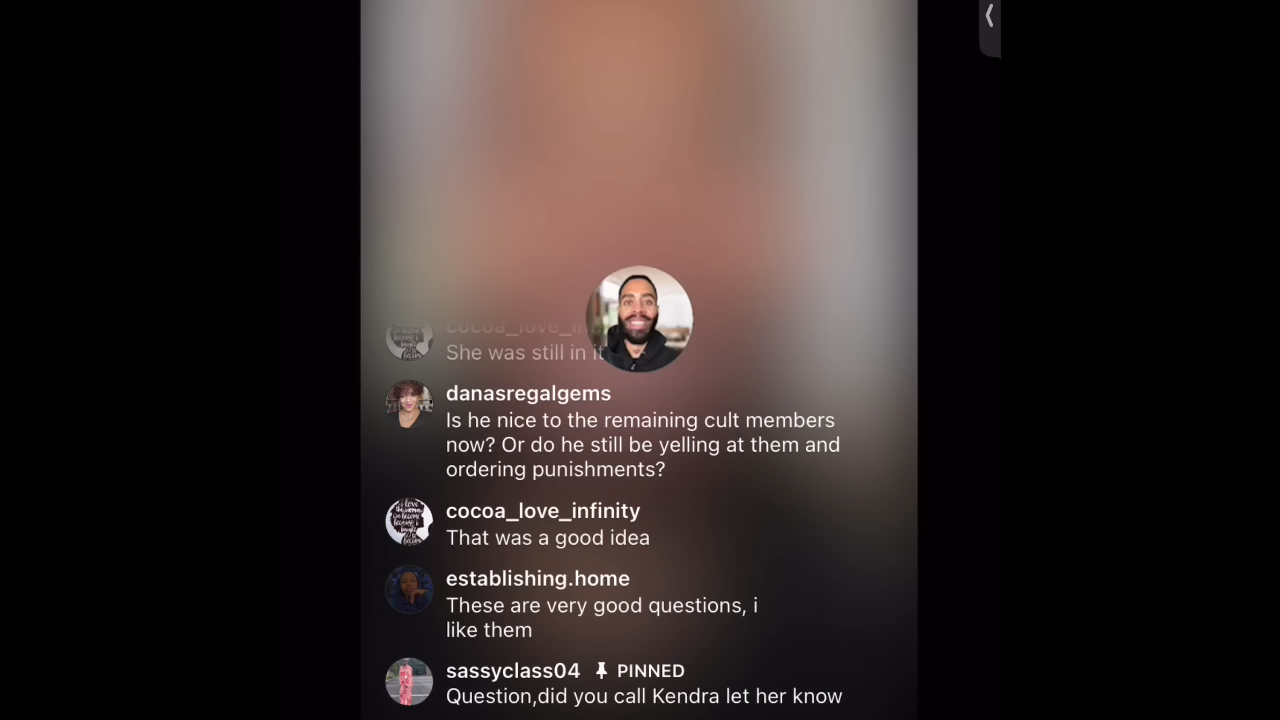 cocoa_love_in
She was still in it
danasregalgems
Is he nice to the remaining cult members
now? Or do he still be yelling at them and
ordering punishments?
cocoa_love_infinity
That was a good idea
establishing.home
These are very good questions, i
like them
sassyclass04 PINNED
Question,did you call Kendra let her know